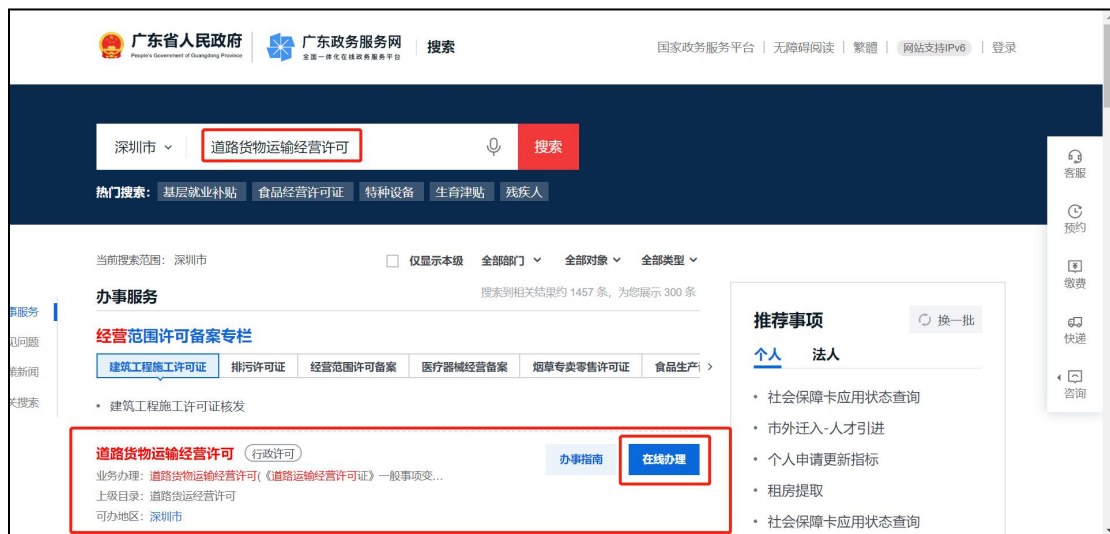 广东省人民政府
People's Government of Guangdong Province
广东政务服务网
全国一体化在线政务服务平台
搜索
国家政务服务平台 | 无障碍阅读 | 繁體 | 网站支持IPv6 | 登录
深圳市
道路货物运输经营许可
搜索
热门搜索: 基层就业补贴 食品经营许可证 特种设备 生育津贴 残疾人
客服
预约
缴费
快递
咨询
当前搜索范围: 深圳市
仅显示本级 全部部门 全部对象 全部类型
办事服务
搜索到相关结果约 1457 条, 为您展示 300 条
事服务
见问题
关搜索
经营范围许可备案专栏
建筑工程施工许可证 排污许可证 经营范围许可备案 医疗器械经营备案 烟草专卖零售许可证 食品生产
• 建筑工程施工许可证核发
道路货物运输经营许可 行政许可
办事指南 在线办理
业务办理: 道路货物运输经营许可(《道路运输经营许可证》一般事项变...
上级目录: 道路货运经营许可
可办地区: 深圳市
推荐事项
换一批
个人 法人
• 社会保障卡应用状态查询
• 市外迁入-人才引进
• 个人申请更新指标
• 租房提取
• 社会保障卡应用状态查询